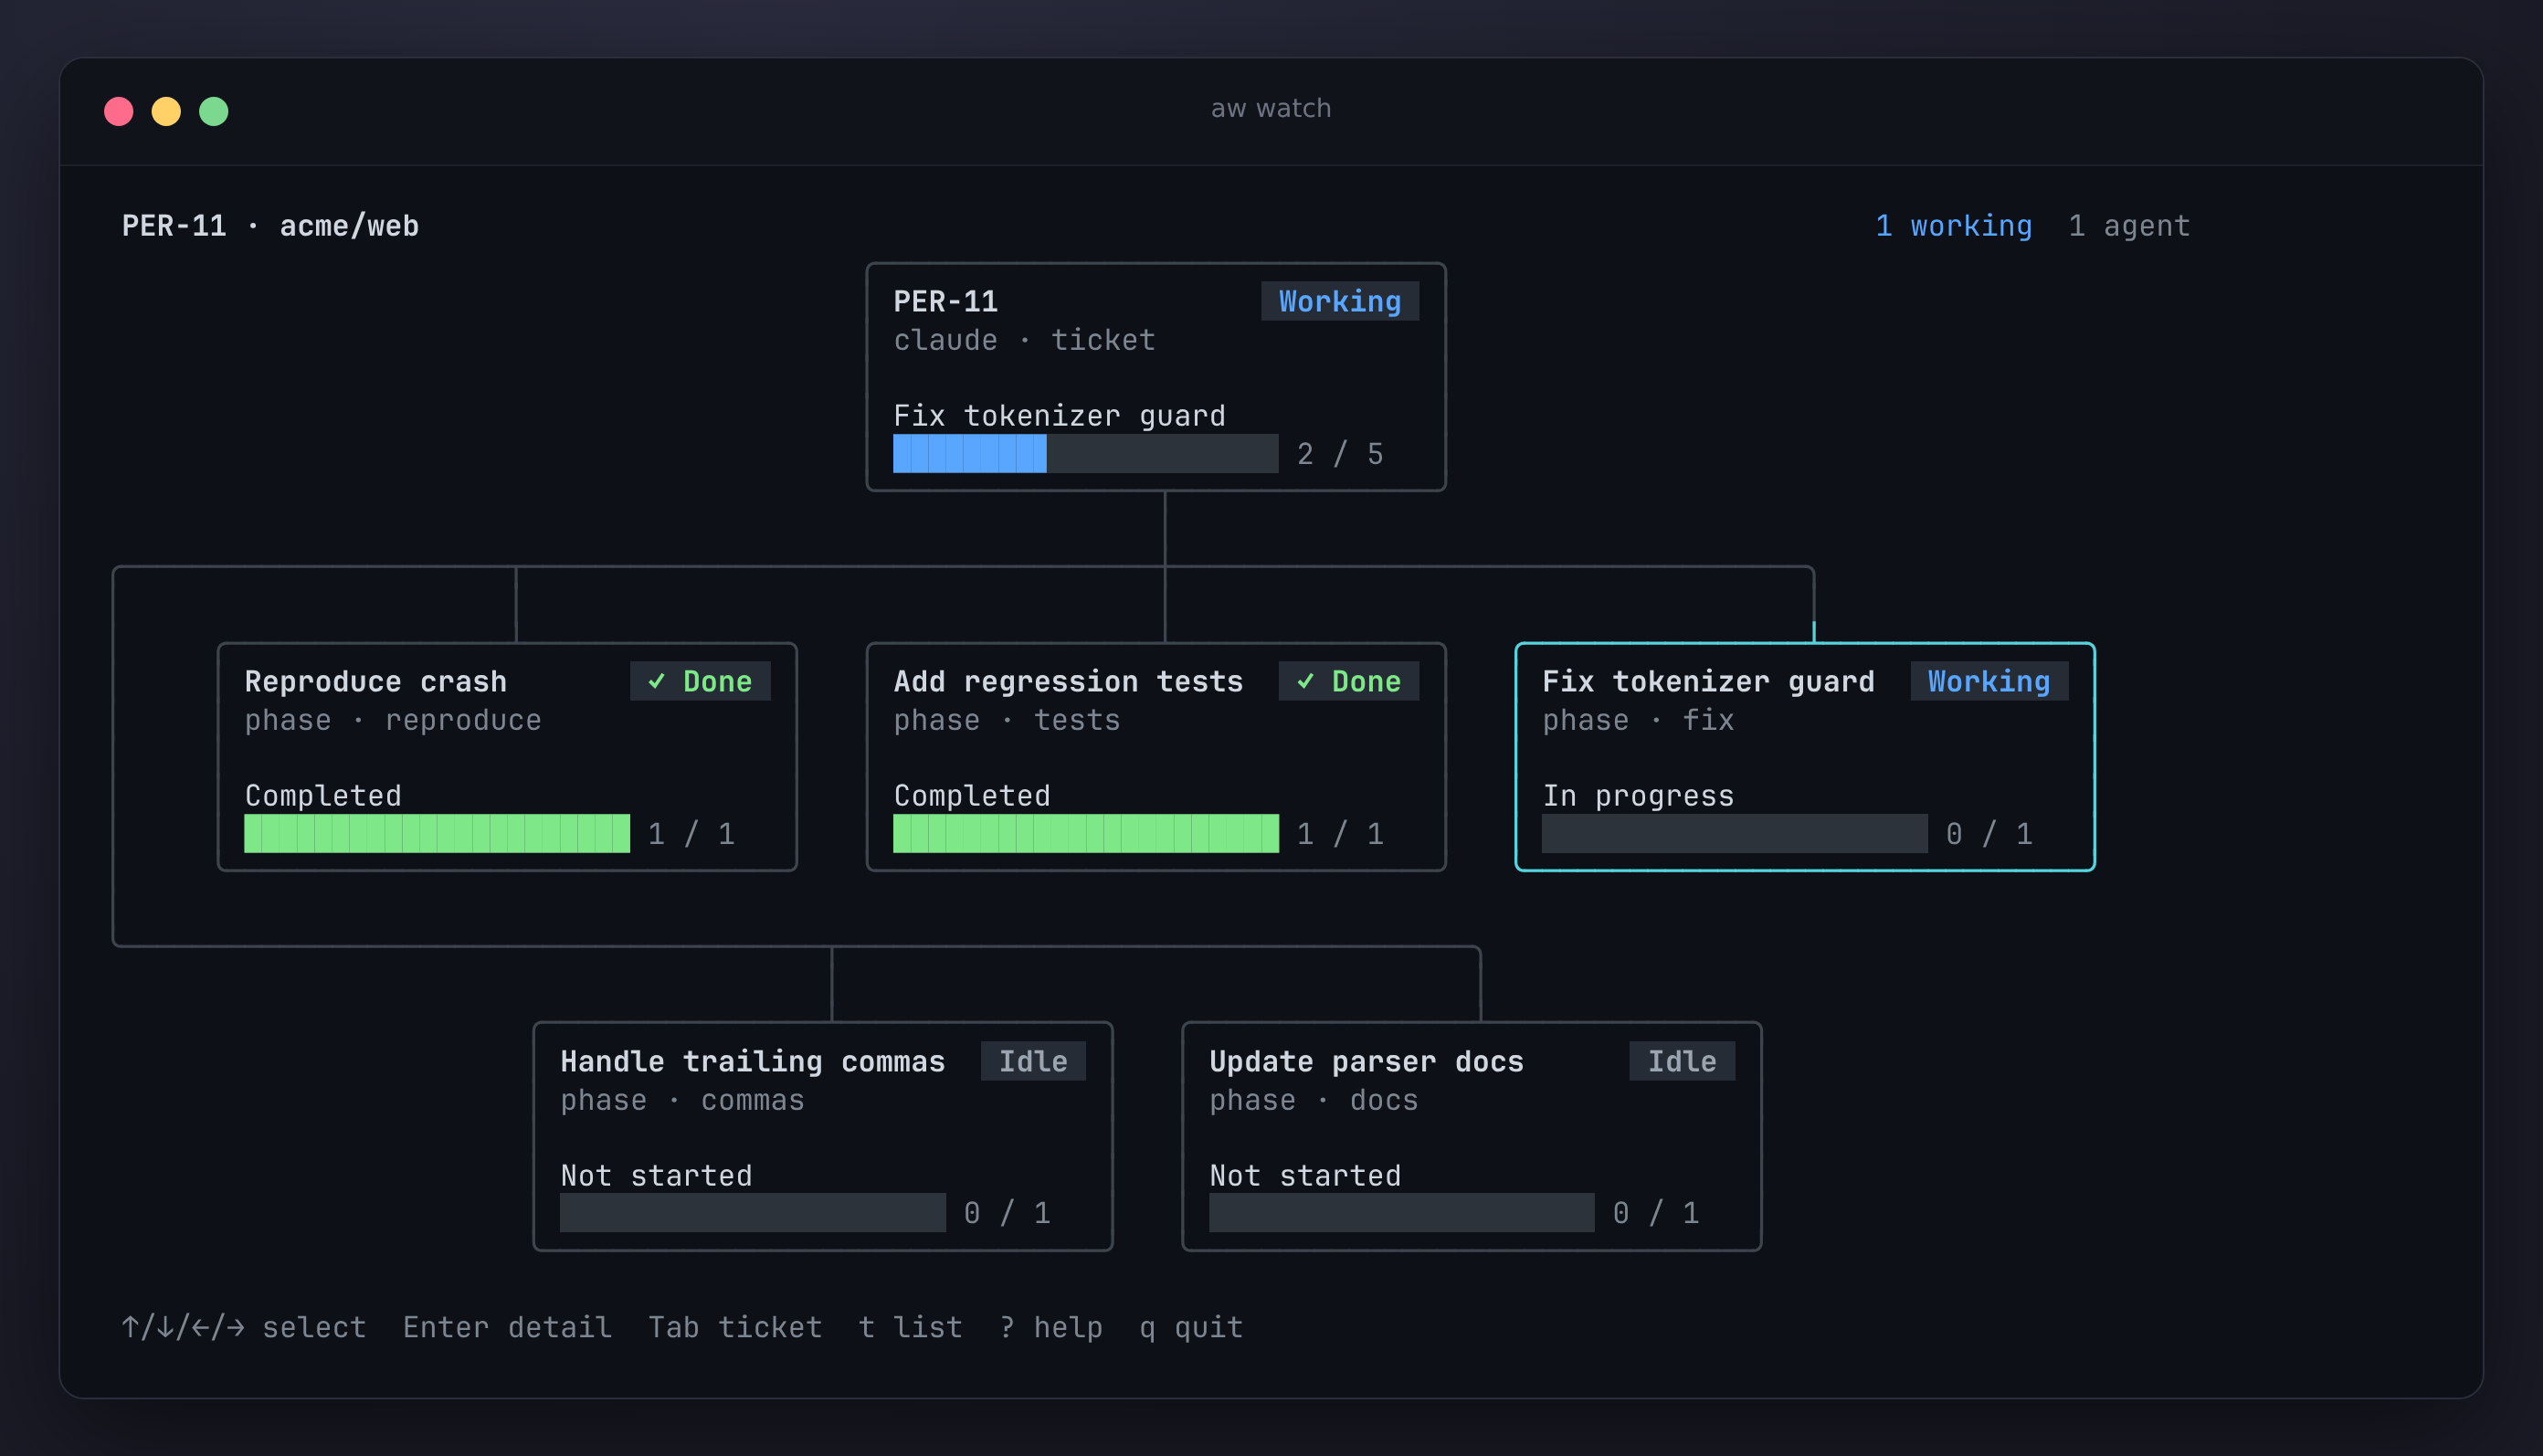 aw watch
PER-11 · acme/web
1 working 1 agent
PER-11 Working
claude · ticket
Fix tokenizer guard
2 / 5
Reproduce crash ✓ Done
phase · reproduce
Completed
1 / 1
Add regression tests ✓ Done
phase · tests
Completed
1 / 1
Fix tokenizer guard Working
phase · fix
In progress
0 / 1
Handle trailing commas Idle
phase · commas
Not started
0 / 1
Update parser docs Idle
phase · docs
Not started
0 / 1
↑/↓/←/→ select Enter detail Tab ticket t list ? help q quit